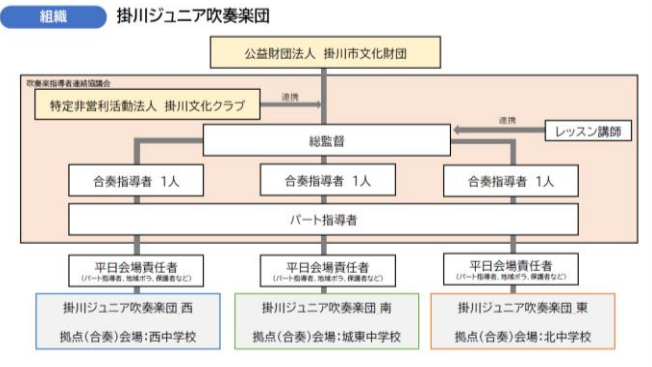 組織
掛川ジュニア吹奏楽団
公益財団法人 掛川市文化財団
吹奏楽指導者連絡協議会
特定非営利活動法人 掛川文化クラブ
連携
連携
レッスン講師
総監督
合奏指導者 1人
合奏指導者 1人
合奏指導者 1人
パート指導者
平日会場責任者
(パート指導者、地域ボラ、保護者など)
平日会場責任者
(パート指導者、地域ボラ、保護者など)
平日会場責任者
(パート指導者、地域ボラ、保護者など)
掛川ジュニア吹奏楽団 西
拠点(合奏)会場:西中学校
掛川ジュニア吹奏楽団 南
拠点(合奏)会場:城東中学校
掛川ジュニア吹奏楽団 東
拠点(合奏)会場:北中学校